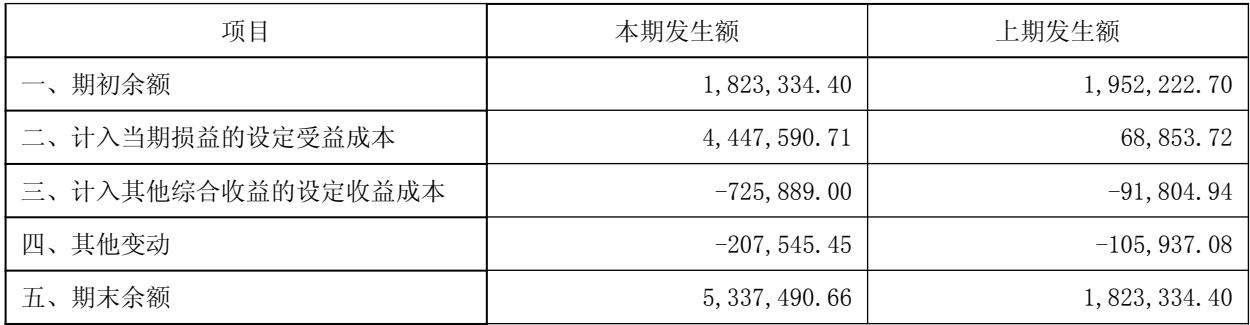 项目 本期发生额 上期发生额
一、期初余额 1,823,334.40 1,952,222.70
二、计入当期损益的设定受益成本 4,447,590.71 68,853.72
三、计入其他综合收益的设定收益成本 -725,889.00 -91,804.94
四、其他变动 -207,545.45 -105,937.08
五、期末余额 5,337,490.66 1,823,334.40